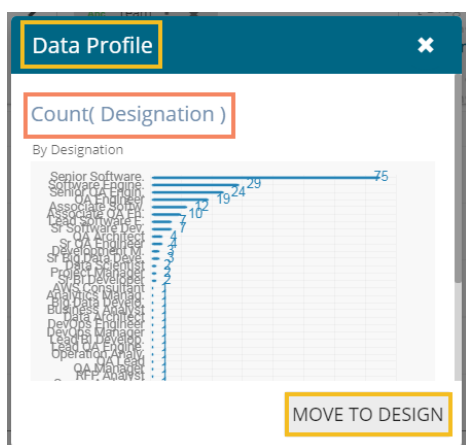 Team
Data Profile ✖
Count( Designation )
By Designation
Senior Software. 75
Software Engine. 29
Senior QA Engin. 24
QA Engineer 19
Associate Softw. 12
Associate QA En. 10
Lead Software E. 7
Sr Software Dev. 7
QA Architect 4
Sr QA Engineer 4
Development M. 3
Sr Big Data Deve. 3
Data Scientist 2
Project Manager 2
Sr BI Developer 2
AWS Consultant
Analytics Manag.
Big Data Develo.
Business Analyst
Data Architect
DevOps Engineer
DevOps Manager
Lead BI Develop.
Lead QA Engine.
Operation Analy.
QA Lead
QA Manager
RFP Analyst
MOVE TO DESIGN